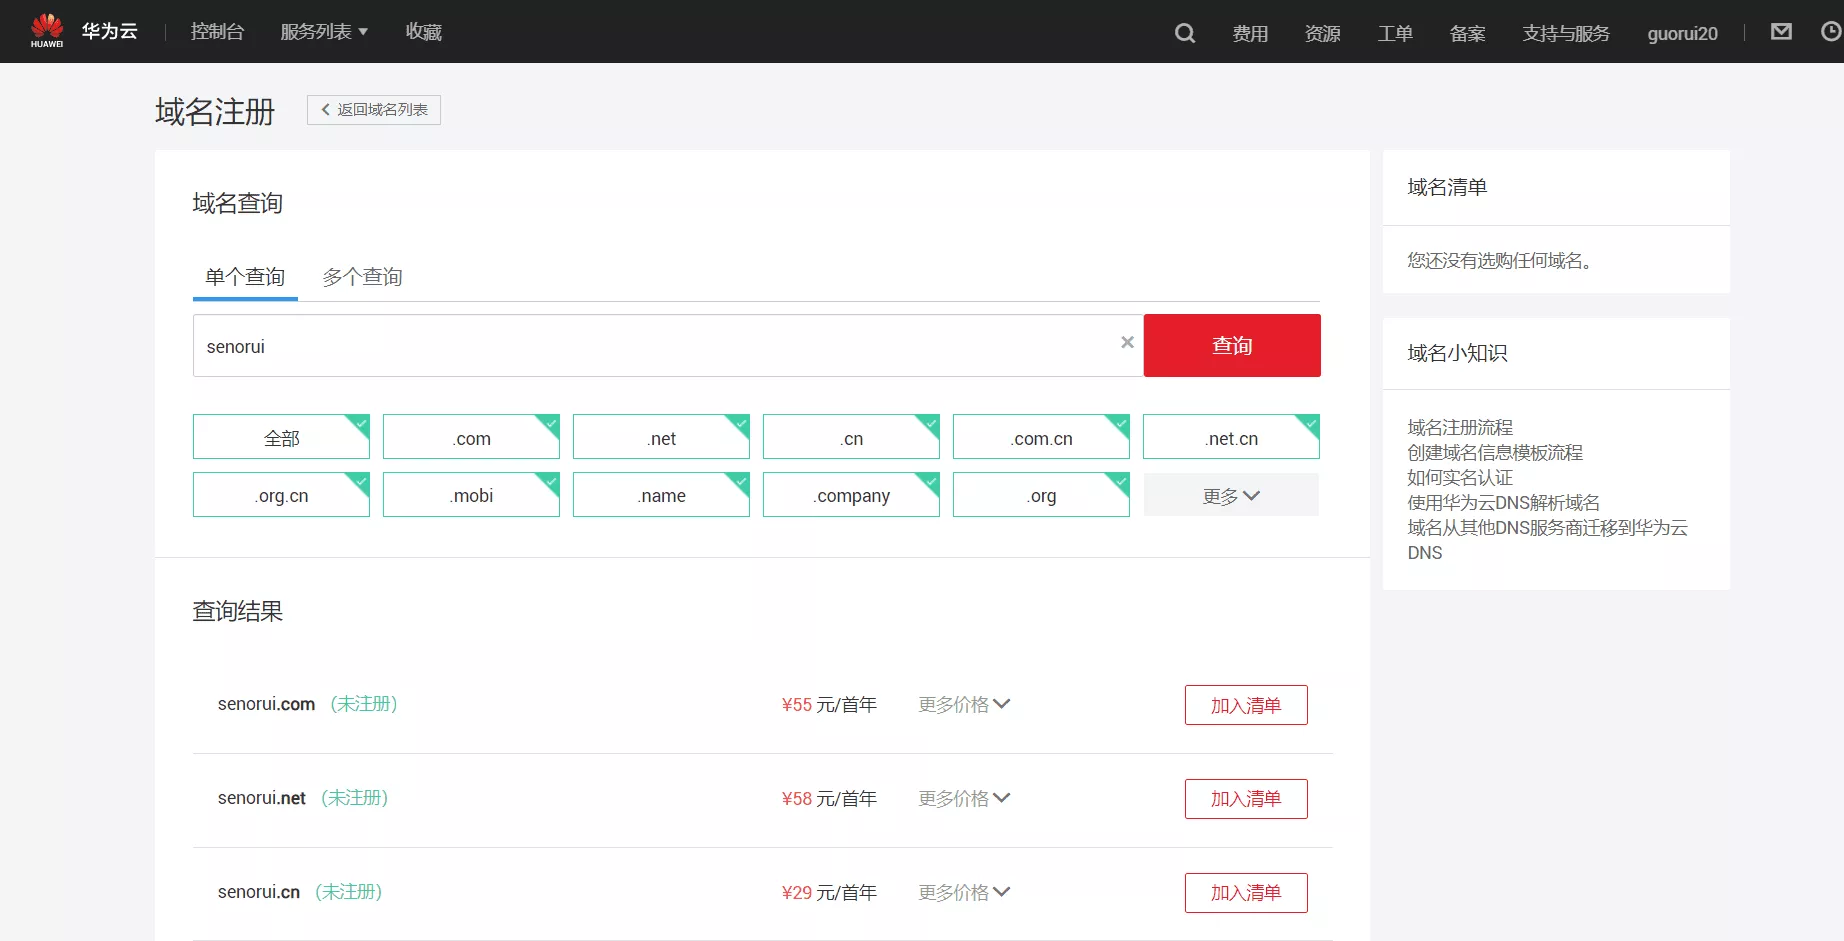 HUAWEI
华为云
控制台
服务列表
收藏
费用
资源
工单
备案
支持与服务
guorui20
域名注册
返回域名列表
域名查询
单个查询
多个查询
senorui
查询
全部
.com
.net
.cn
.com.cn
.net.cn
.org.cn
.mobi
.name
.company
.org
更多
查询结果
senorui.com (未注册)
¥55 元/首年
更多价格
加入清单
senorui.net (未注册)
¥58 元/首年
更多价格
加入清单
senorui.cn (未注册)
¥29 元/首年
更多价格
加入清单
域名清单
您还没有选购任何域名。
域名小知识
域名注册流程
创建域名信息模板流程
如何实名认证
使用华为云DNS解析域名
域名从其他DNS服务商迁移到华为云
DNS